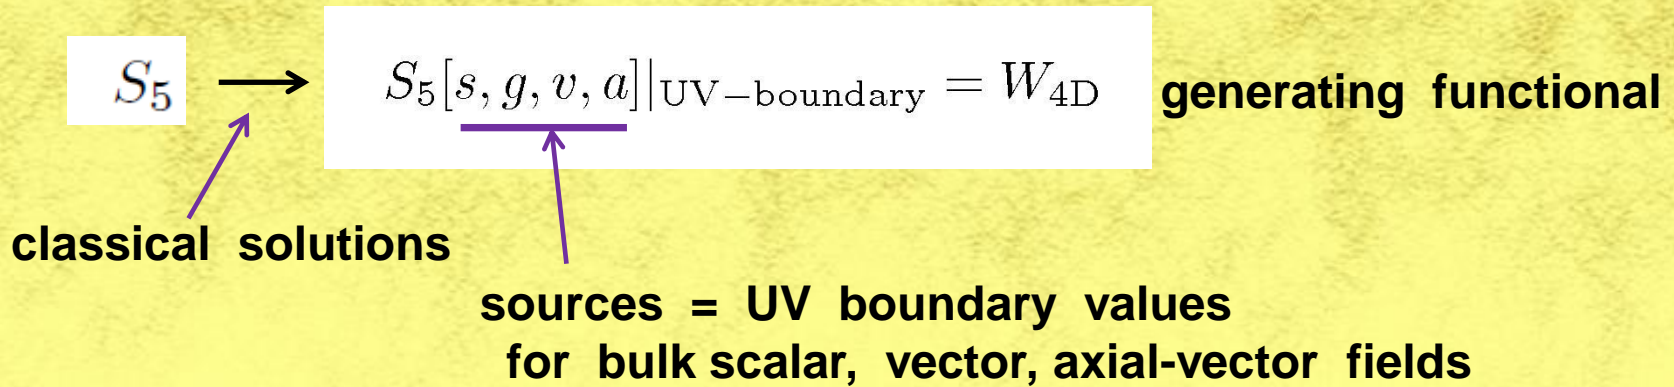 S₅ → S₅[s, g, v, a]|UV−boundary = W₄D generating functional
classical solutions
sources = UV boundary values
for bulk scalar, vector, axial-vector fields